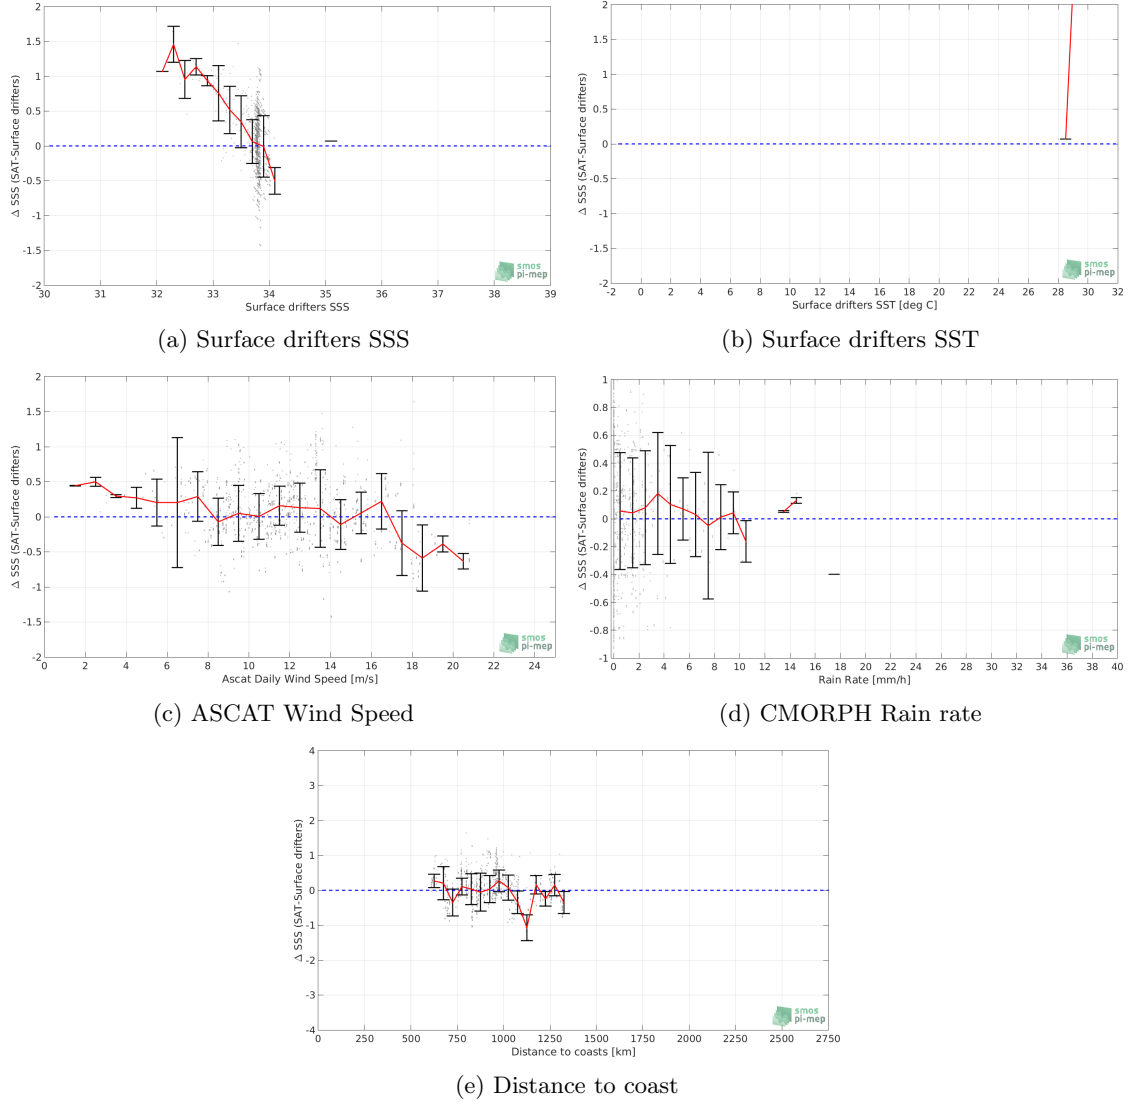 2
1.5
1
0.5
0
-0.5
-1
-1.5
-2
Δ SSS (SAT-Surface drifters)
30 31 32 33 34 35 36 37 38 39
Surface drifters SSS
smos
pi-mep
(a) Surface drifters SSS
2
1.5
1
0.5
0
-0.5
-1
-1.5
-2
Δ SSS (SAT-Surface drifters)
-2 0 2 4 6 8 10 12 14 16 18 20 22 24 26 28 30 32
Surface drifters SST [deg C]
smos
pi-mep
(b) Surface drifters SST
2
1.5
1
0.5
0
-0.5
-1
-1.5
-2
Δ SSS (SAT-Surface drifters)
0 2 4 6 8 10 12 14 16 18 20 22 24
Ascat Daily Wind Speed [m/s]
smos
pi-mep
(c) ASCAT Wind Speed
1
0.8
0.6
0.4
0.2
0
-0.2
-0.4
-0.6
-0.8
-1
Δ SSS (SAT-Surface drifters)
0 2 4 6 8 10 12 14 16 18 20 22 24 26 28 30 32 34 36 38 40
Rain Rate [mm/h]
smos
pi-mep
(d) CMORPH Rain rate
4
3
2
1
0
-1
-2
-3
-4
Δ SSS (SAT-Surface drifters)
0 250 500 750 1000 1250 1500 1750 2000 2250 2500 2750
Distance to coasts [km]
smos
pi-mep
(e) Distance to coast